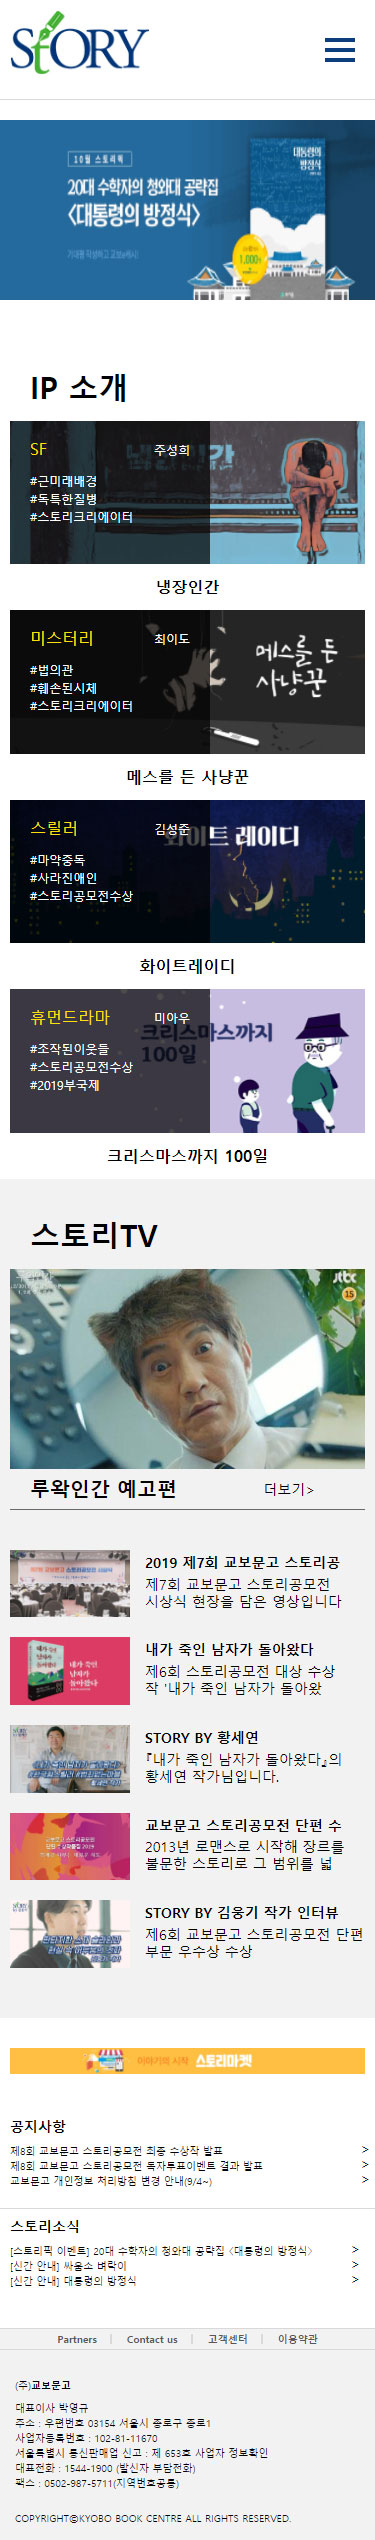 STORY
10월 스토리픽
20대 수학자의 청와대 공략집
<대통령의 방정식>
대통령의
방정식
1,000
IP 소개
SF
주성희
냉장인간
#근미래배경
#독특한질병
#스토리크리에이터
냉장인간
미스터리
최이도
#법의관
#훼손된시체
#스토리크리에이터
메스를 든
사냥꾼
메스를 든 사냥꾼
스릴러
김성준
화이트 레이디
#마약중독
#사라진애인
#스토리공모전수상
화이트레이디
휴먼드라마
미아우
크리스마스까지
100일
#조작된이웃들
#스토리공모전수상
#2019부국제
크리스마스까지 100일
스토리TV
jtbc
15
루왁인간 예고편
더보기>
2019 제7회 교보문고 스토리공
제7회 교보문고 스토리공모전
시상식 현장을 담은 영상입니다
내가 죽인
남자가
돌아왔다
내가 죽인 남자가 돌아왔다
제6회 스토리공모전 대상 수상
작 '내가 죽인 남자가 돌아왔
STORY
STORY BY 황세연
『내가 죽인 남자가 돌아왔다』의
황세연 작가님입니다.
교보문고 스토리공모전
단편 수상작품집 2019
교보문고 스토리공모전 단편 수
2013년 로맨스로 시작해 장르를
불문한 스토리로 그 범위를 넓
STORY
STORY BY 김웅기 작가 인터뷰
제6회 교보문고 스토리공모전 단편
부문 우수상 수상
이야기의 시작 스토리마켓
공지사항
제8회 교보문고 스토리공모전 최종 수상작 발표 >
제8회 교보문고 스토리공모전 독자투표이벤트 결과 발표 >
교보문고 개인정보 처리방침 변경 안내(9/4~) >
스토리소식
[스토리픽 이벤트] 20대 수학자의 청와대 공략집 <대통령의 방정식> >
[신간 안내] 싸움소 벼락이 >
[신간 안내] 대통령의 방정식 >
Partners | Contact us | 고객센터 | 이용약관
(주)교보문고
대표이사 박영규
주소 : 우편번호 03154 서울시 종로구 종로1
사업자등록번호 : 102-81-11670
서울특별시 통신판매업 신고 : 제 653호 사업자 정보확인
대표전화 : 1544-1900 (발신자 부담전화)
팩스 : 0502-987-5711(지역번호공통)
COPYRIGHT©KYOBO BOOK CENTRE ALL RIGHTS RESERVED.